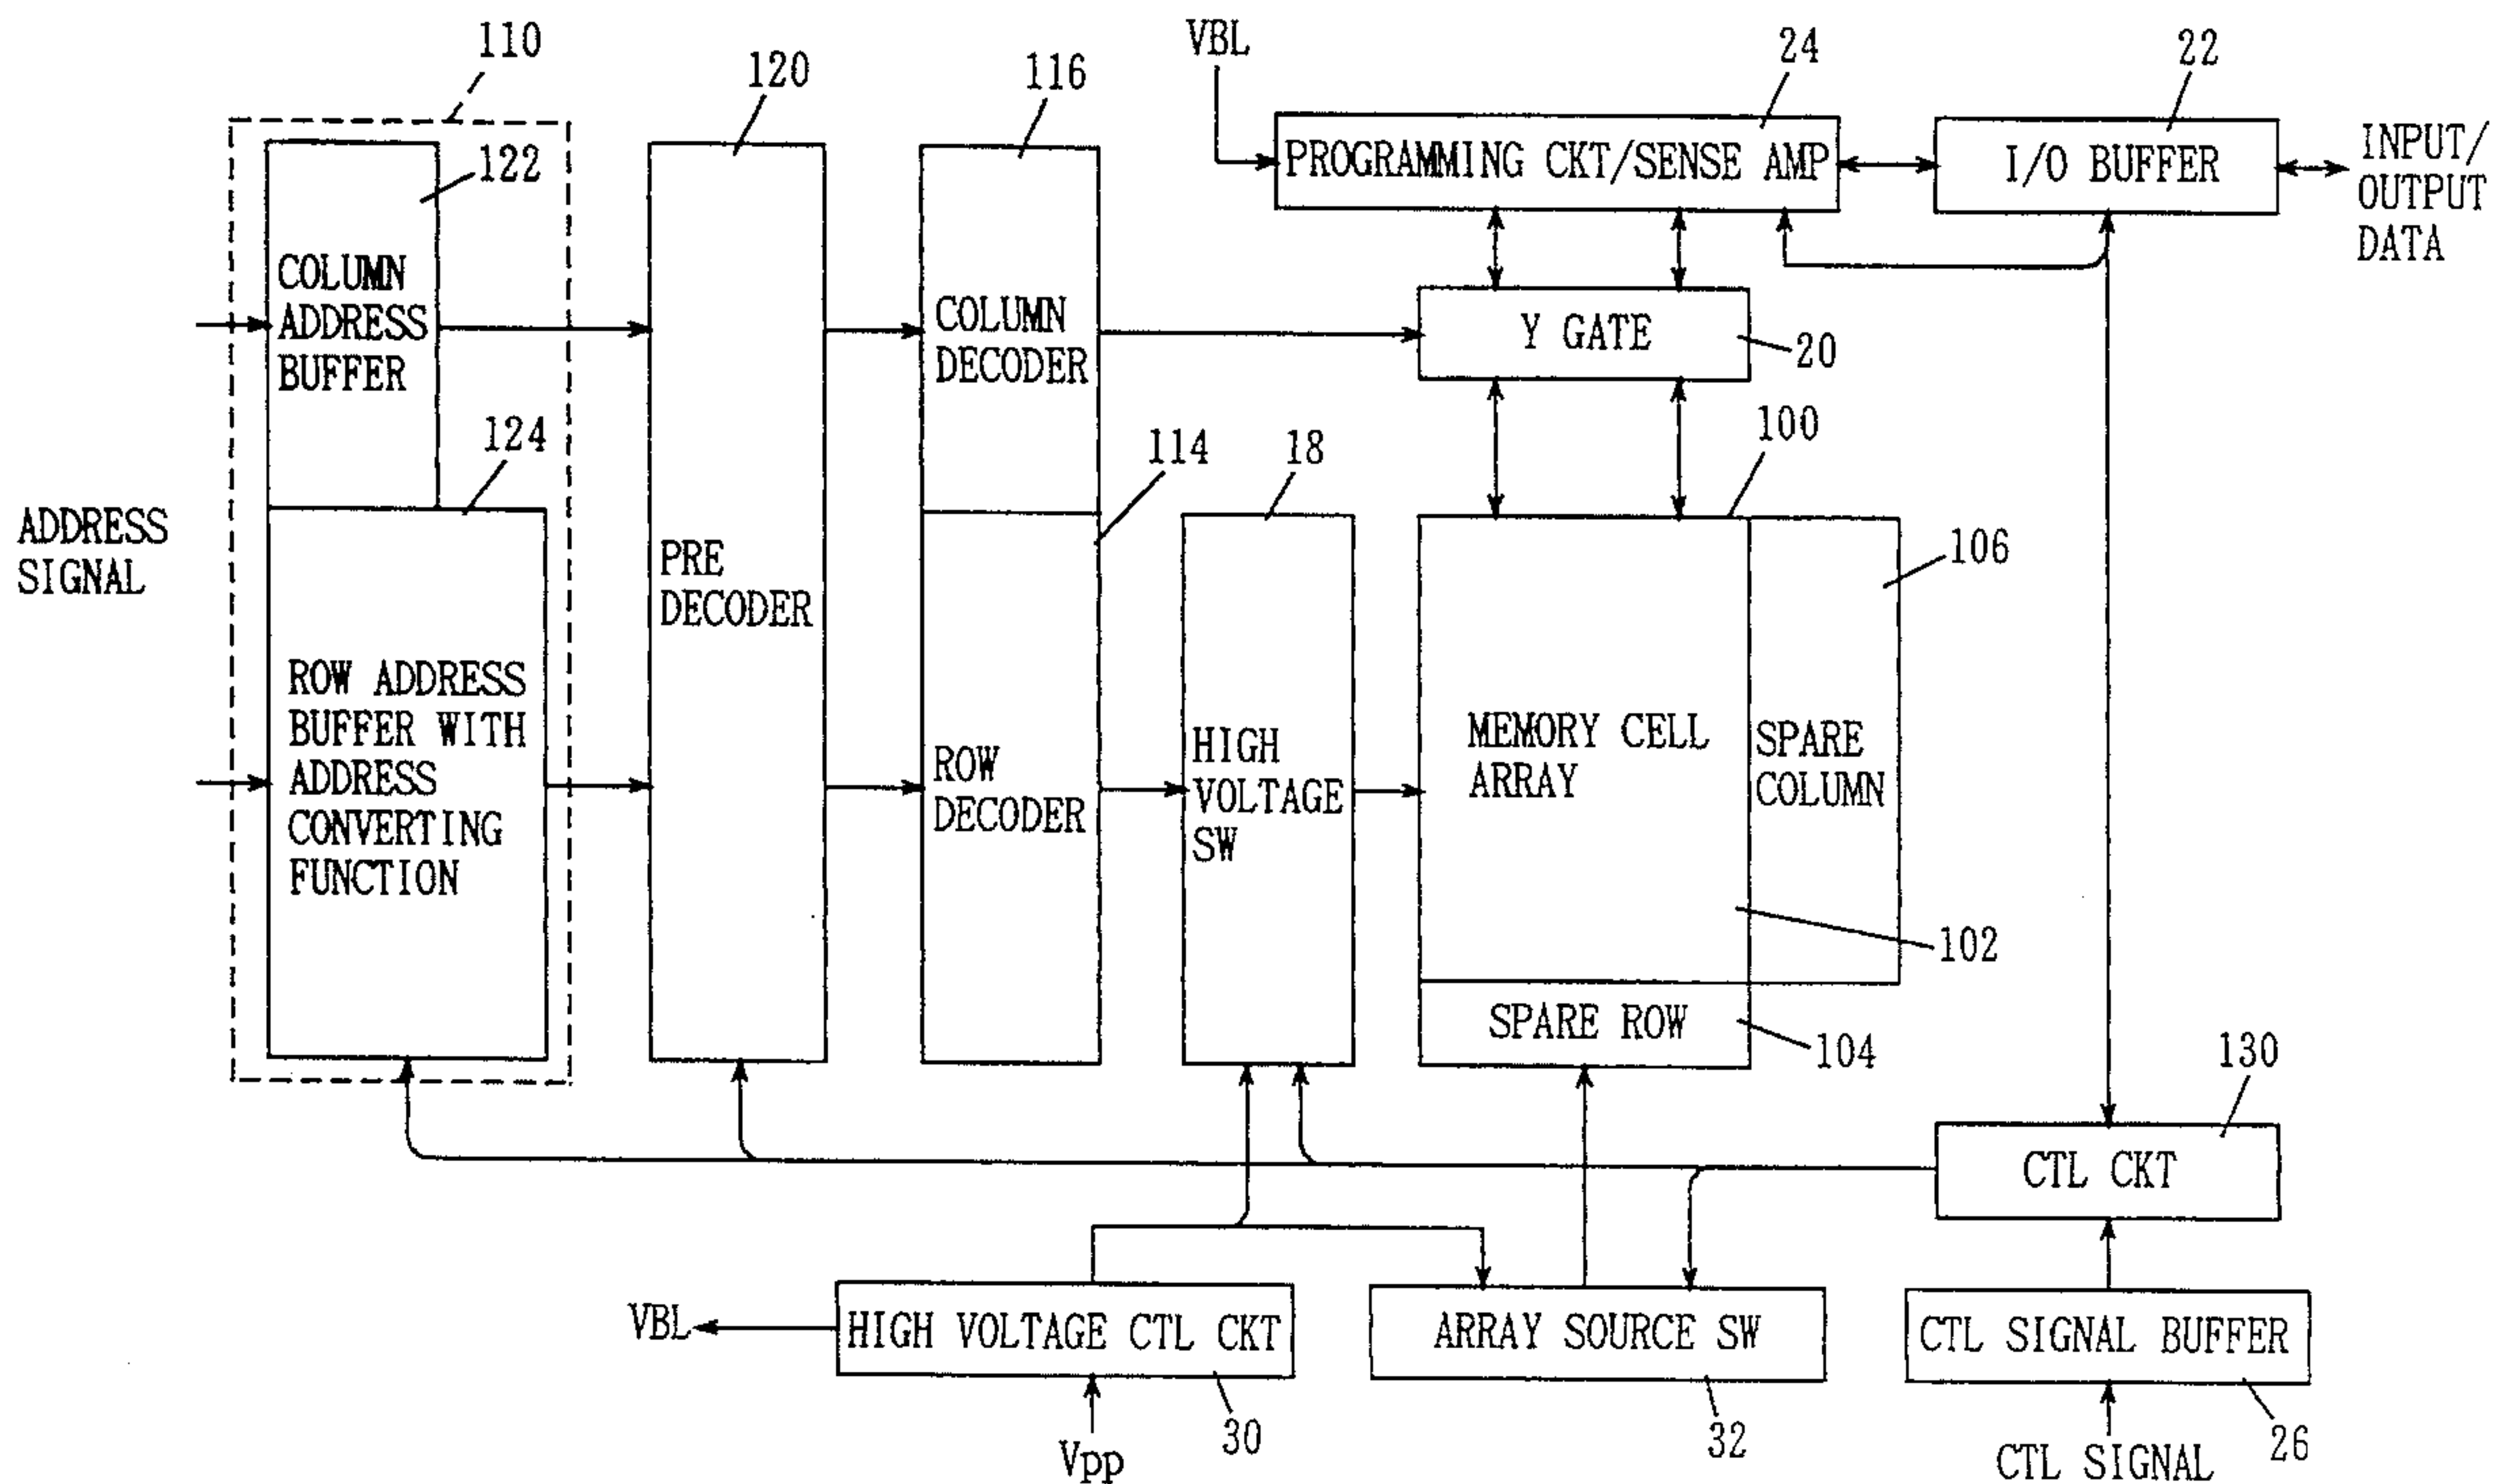 110
120
116
VBL
24
22
122
PROGRAMMING CKT/SENSE AMP
I/O BUFFER
INPUT/
OUTPUT
DATA
COLUMN
ADDRESS
BUFFER
COLUMN
DECODER
Y GATE
20
124
114
18
100
106
ADDRESS
SIGNAL
PRE
DECODER
ROW ADDRESS
BUFFER WITH
ADDRESS
CONVERTING
FUNCTION
ROW
DECODER
HIGH
VOLTAGE
SW
MEMORY CELL
ARRAY
SPARE
COLUMN
102
SPARE ROW
104
130
CTL CKT
VBL
HIGH VOLTAGE CTL CKT
ARRAY SOURCE SW
CTL SIGNAL BUFFER
30
32
26
Vpp
CTL SIGNAL